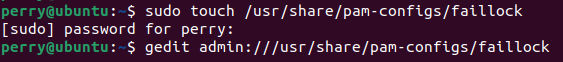 perry@ubuntu:~$ sudo touch /usr/share/pam-configs/faillock
[sudo] password for perry:
perry@ubuntu:~$ gedit admin:///usr/share/pam-configs/faillock